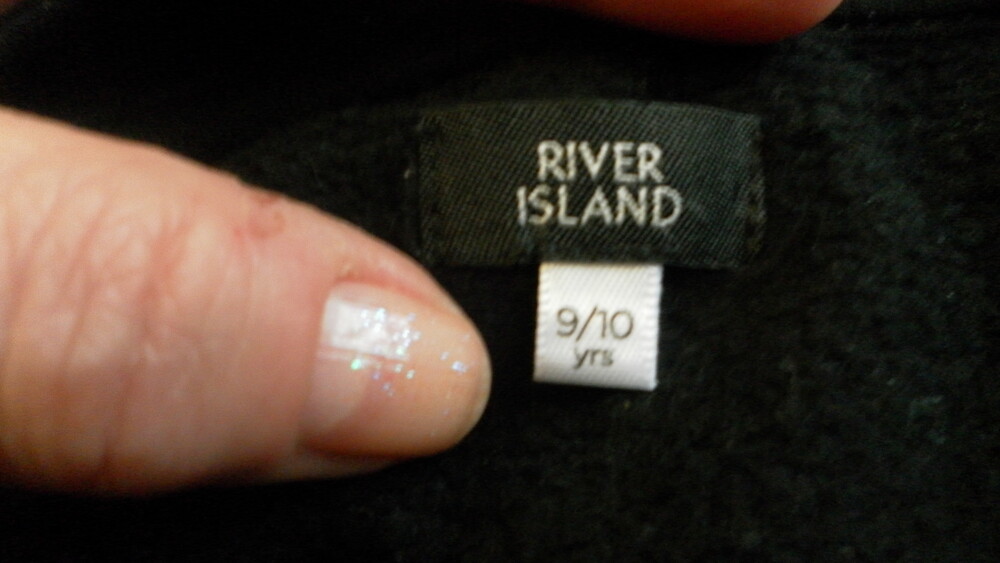 RIVER
ISLAND
9/10
yrs